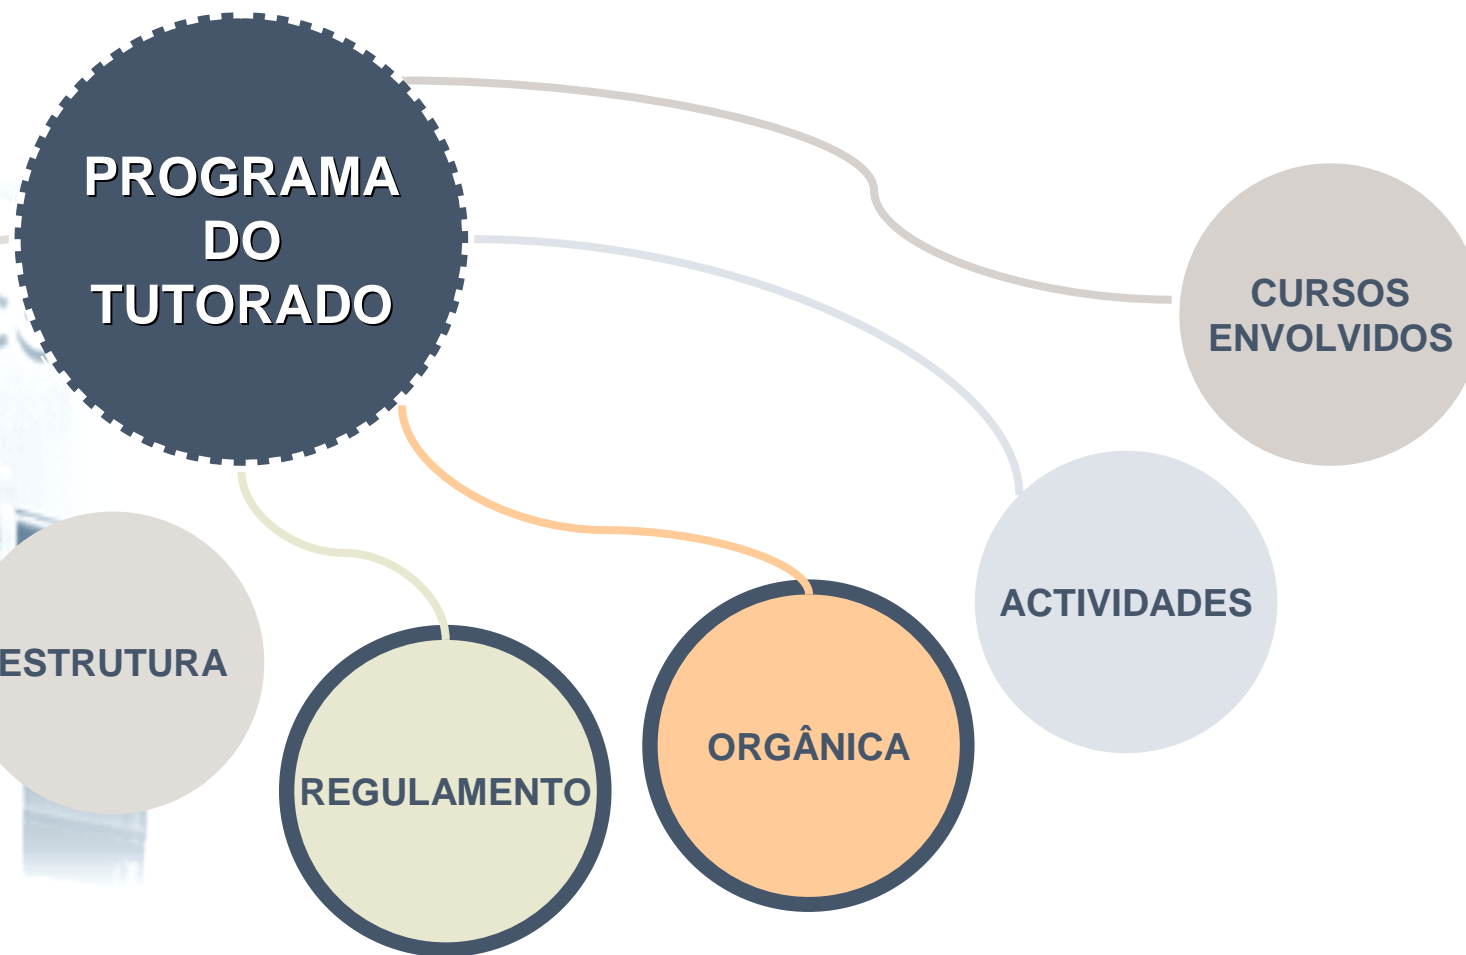 PROGRAMA
DO
TUTORADO
CURSOS
ENVOLVIDOS
ACTIVIDADES
ESTRUTURA
ORGÂNICA
REGULAMENTO